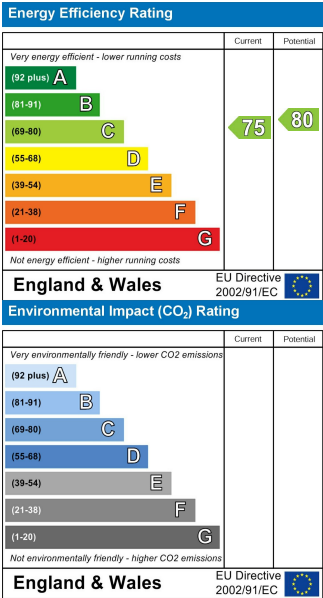 Energy Efficiency Rating
Current Potential
Very energy efficient - lower running costs
(92 plus) A
(81-91) B
(69-80) C
75 80
(55-68) D
(39-54) E
(21-38) F
(1-20) G
Not energy efficient - higher running costs
England & Wales
EU Directive
2002/91/EC
Environmental Impact (CO₂) Rating
Current Potential
Very environmentally friendly - lower CO2 emissions
(92 plus) A
(81-91) B
(69-80) C
(55-68) D
(39-54) E
(21-38) F
(1-20) G
Not environmentally friendly - higher CO2 emissions
England & Wales
EU Directive
2002/91/EC